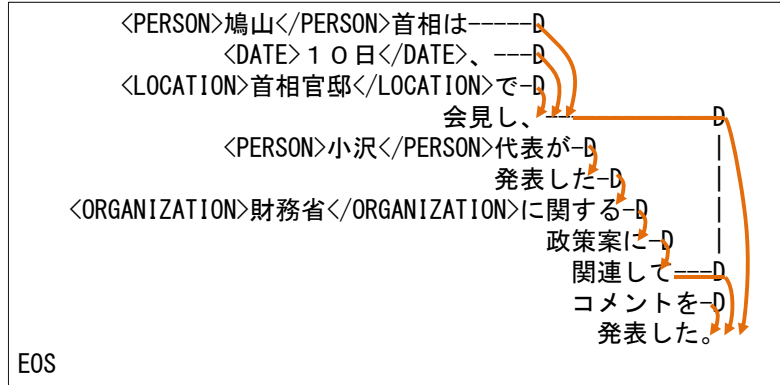 <PERSON>鳩山</PERSON>首相は-----D
<DATE>１０日</DATE>、---D
<LOCATION>首相官邸</LOCATION>で-D
会見し、---D
<PERSON>小沢</PERSON>代表が-D |
発表した-D |
<ORGANIZATION>財務省</ORGANIZATION>に関する-D |
政策案に-D |
関連して---D
コメントを-D
発表した。
EOS